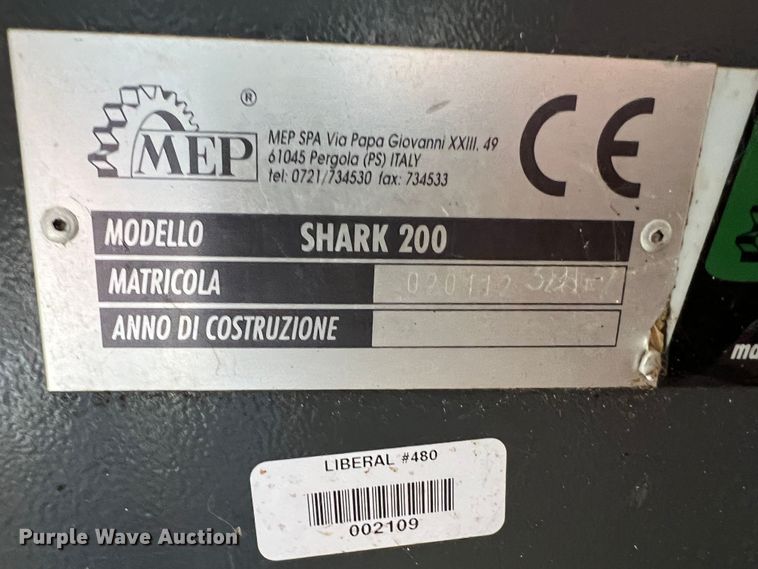 MEP
®
MEP SPA Via Papa Giovanni XXIII, 49
61045 Pergola (PS) ITALY
tel: 0721/734530 fax: 734533
CE
MODELLO SHARK 200
MATRICOLA 020112
ANNO DI COSTRUZIONE
LIBERAL #480
002109
Purple Wave Auction